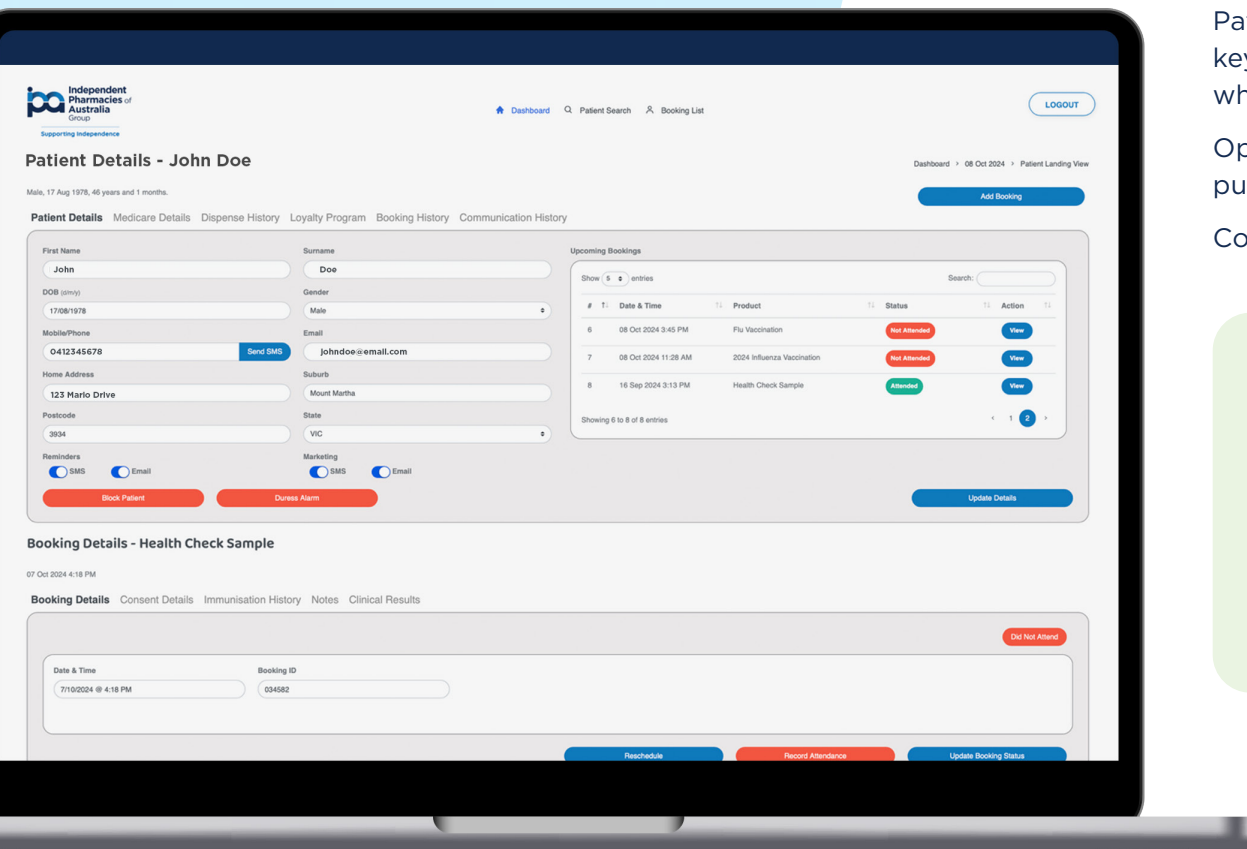 Independent
Pharmacies of
Australia
Group
Supporting Independence
Dashboard Patient Search Booking List
LOGOUT
Patient Details - John Doe
Dashboard > 08 Oct 2024 > Patient Landing View
Male, 17 Aug 1978, 46 years and 1 months.
Add Booking
Patient Details Medicare Details Dispense History Loyalty Program Booking History Communication History
First Name Surname
John Doe
DOB (d/m/y) Gender
17/08/1978 Male
Mobile/Phone Email
0412345678 Send SMS johndoe@email.com
Home Address Suburb
123 Mario Drive Mount Martha
Postcode State
3934 VIC
Reminders Marketing
SMS Email SMS Email
Block Patient Duress Alarm
Upcoming Bookings
Show 5 entries Search:
# Date & Time Product Status Action
6 08 Oct 2024 3:45 PM Flu Vaccination Not Attended View
7 08 Oct 2024 11:28 AM 2024 Influenza Vaccination Not Attended View
8 16 Sep 2024 3:13 PM Health Check Sample Attended View
Showing 6 to 8 of 8 entries ‹ 1 2 ›
Update Details
Booking Details - Health Check Sample
07 Oct 2024 4:18 PM
Booking Details Consent Details Immunisation History Notes Clinical Results
Did Not Attend
Date & Time Booking ID
7/10/2024 @ 4:18 PM 034582
Reschedule Record Attendance Update Booking Status